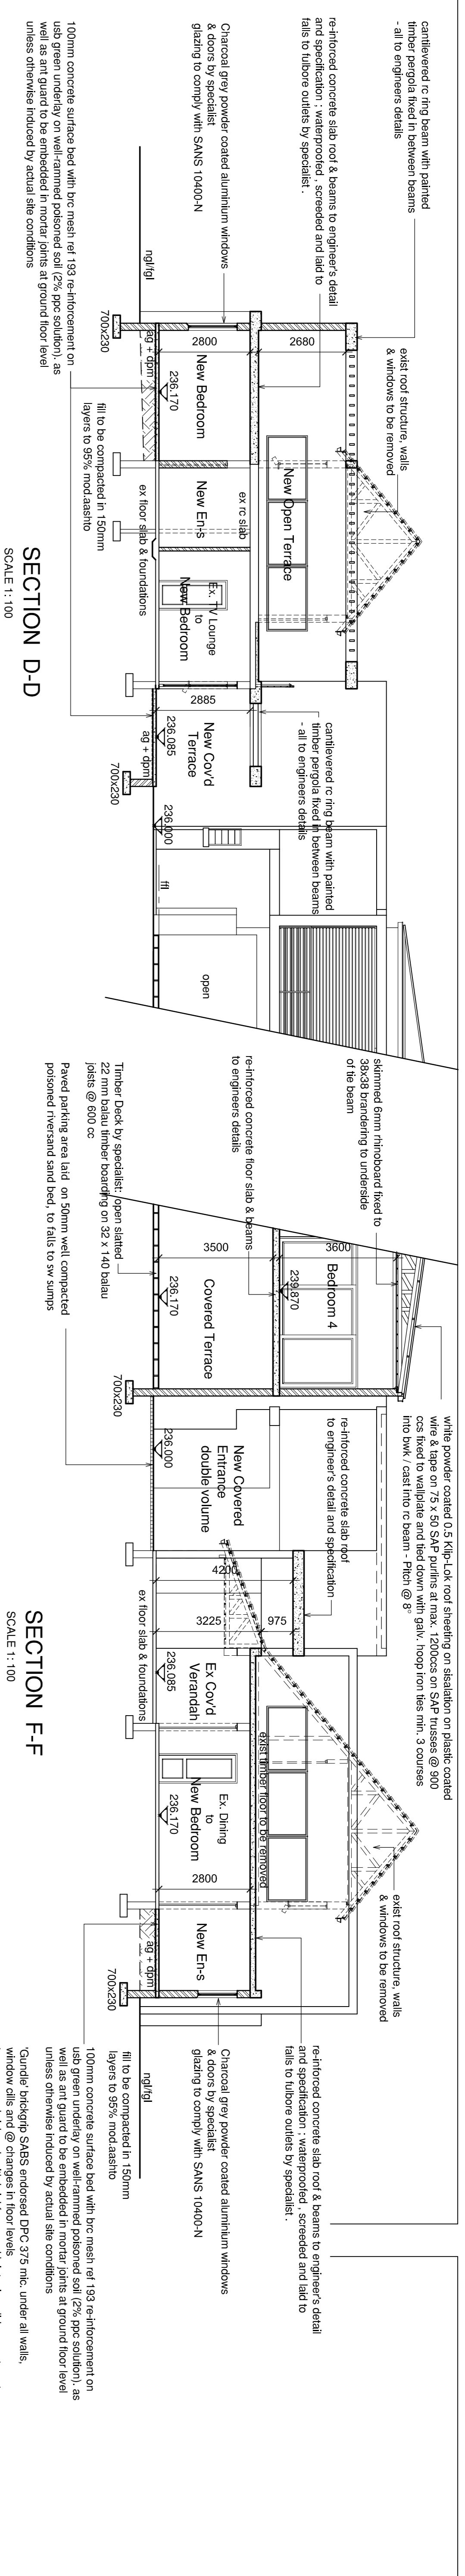 cantilevered rc ring beam with painted
timber pergola fixed in between beams
- all to engineers details
re-inforced concrete slab roof & beams to engineer's detail
and specification ; waterproofed , screeded and laid to
falls to fulbore outlets by specialist .
Charcoal grey powder coated aluminium windows
& doors by specialist
glazing to comply with SANS 10400-N
ngl/fgl
100mm concrete surface bed with brc mesh ref 193 re-inforcement on
usb green underlay on well-rammed poisoned soil (2% ppc solution). as
well as ant guard to be embedded in mortar joints at ground floor level
unless otherwise induced by actual site conditions
exist roof structure, walls
& windows to be removed
2680
2800
New Open Terrace
New Bedroom
236.170
ag + dpm
700x230
ex rc slab
New En-s
Ex. TV Lounge
to
New Bedroom
ex floor slab & foundations
fill to be compacted in 150mm
layers to 95% mod.aashto
2885
New Cov'd
Terrace
236.085
ag + dpm
700x230
cantilevered rc ring beam with painted
timber pergola fixed in between beams
- all to engineers details
236.000
ffl
open
SECTION D-D
SCALE 1: 100
skimmed 6mm rhinoboard fixed to
38x38 brandering to underside
of tie beam
re-inforced concrete floor slab & beams
to engineers details
Timber Deck by specialist: open slatted
22 mm balau timber boarding on 32 x 140 balau
joists @ 600 cc
Paved parking area laid on 50mm well compacted
poisoned riversand sand bed, to falls to sw sumps
3600
3500
Bedroom 4
239.870
Covered Terrace
236.170
700x230
white powder coated 0.5 Klip-Lok roof sheeting on sisalation on plastic coated
wire & tape on 75 x 50 SAP purlins at max. 1200ccs on SAP trusses @ 900
ccs fixed to wallplate and tied down with galv. hoop iron ties min. 3 courses
into bwk / cast into rc beam - Pitch @ 8°
re-inforced concrete slab roof
to engineer's detail and specification
New Covered
Entrance
double volume
236.000
4200
3225
975
Ex Cov'd
Verandah
236.085
ex floor slab & foundations
exist timber floor to be removed
Ex. Dining
to
New Bedroom
236.170
2800
New En-s
ag + dpm
700x230
exist roof structure, walls
& windows to be removed
re-inforced concrete slab roof & beams to engineer's detail
and specification ; waterproofed , screeded and laid to
falls to fulbore outlets by specialist .
Charcoal grey powder coated aluminium windows
& doors by specialist
glazing to comply with SANS 10400-N
ngl/fgl
fill to be compacted in 150mm
layers to 95% mod.aashto
100mm concrete surface bed with brc mesh ref 193 re-inforcement on
usb green underlay on well-rammed poisoned soil (2% ppc solution). as
well as ant guard to be embedded in mortar joints at ground floor level
unless otherwise induced by actual site conditions
'Gundle' brickgrip SABS endorsed DPC 375 mic. under all walls,
window cills and @ changes in floor levels
SECTION F-F
SCALE 1: 100